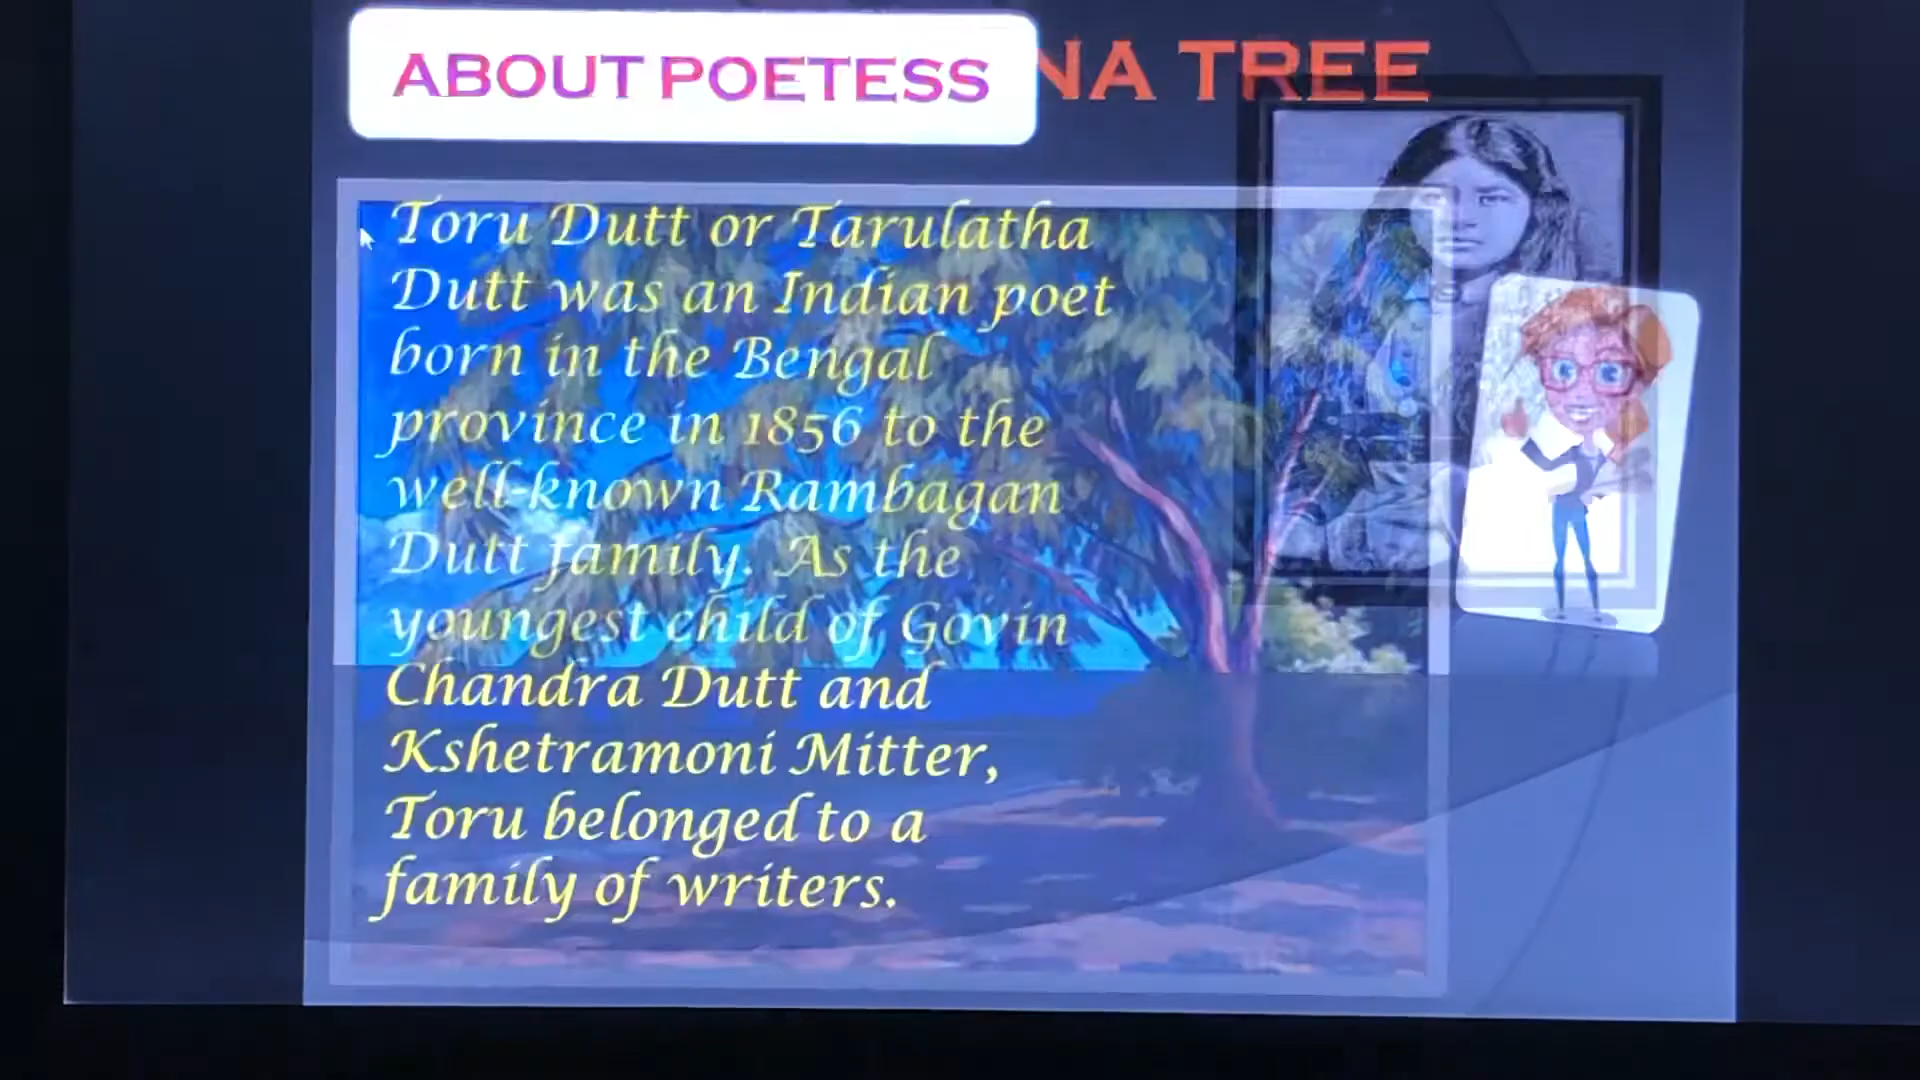 ABOUT POETESS
NA TREE
Toru Dutt or Tarulatha
Dutt was an Indian poet
born in the Bengal
province in 1856 to the
well-known Rambagan
Dutt family. As the
youngest child of Govin
Chandra Dutt and
Kshetramoni Mitter,
Toru belonged to a
family of writers.